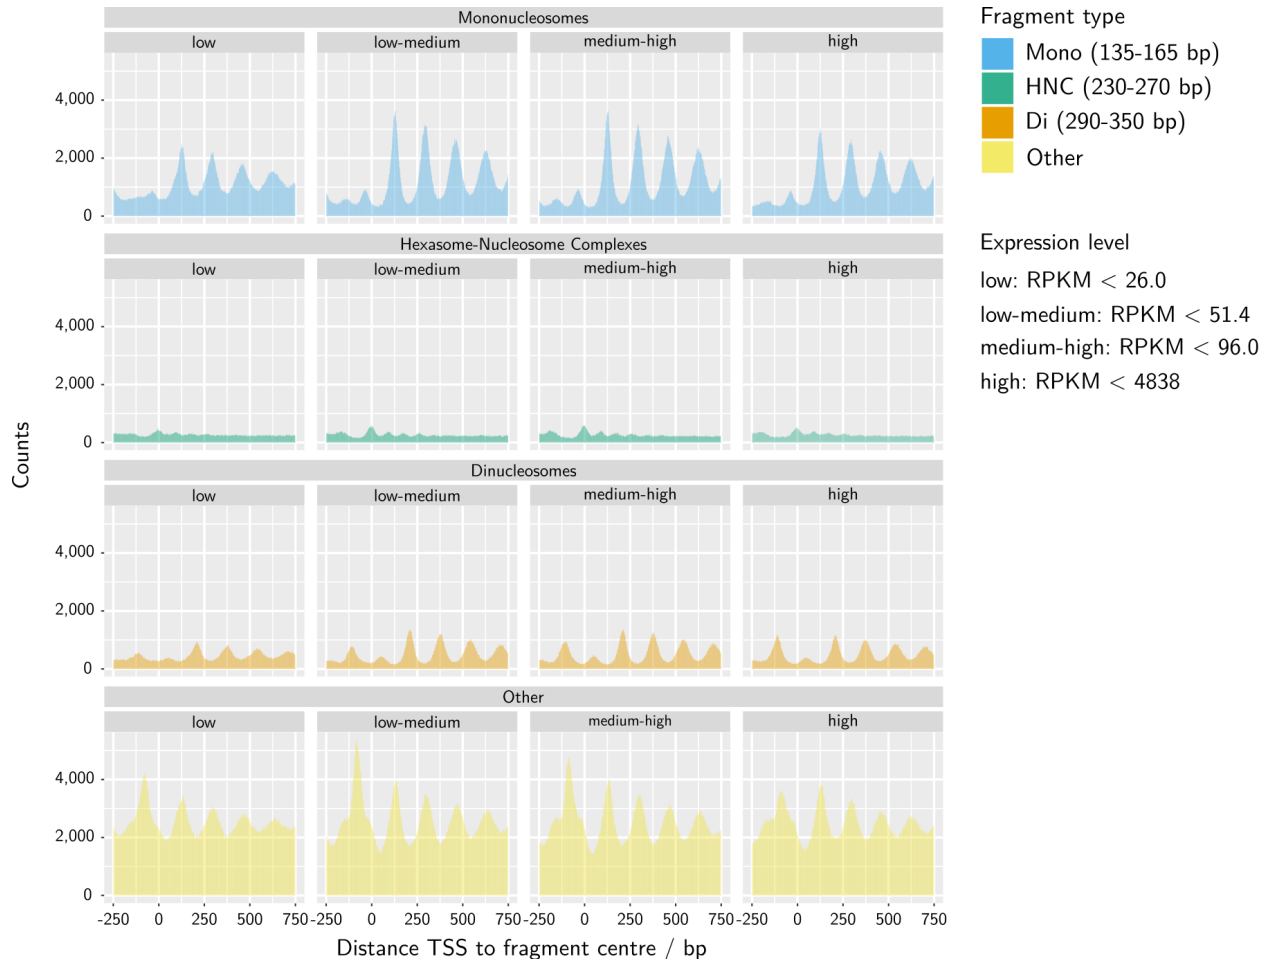 Mononucleosomes
low low-medium medium-high high
4,000
2,000
0
Hexasome-Nucleosome Complexes
low low-medium medium-high high
4,000
2,000
0
Dinucleosomes
low low-medium medium-high high
4,000
2,000
0
Other
low low-medium medium-high high
4,000
2,000
0
-250 0 250 500 750 -250 0 250 500 750 -250 0 250 500 750 -250 0 250 500 750
Distance TSS to fragment centre / bp
Counts
Fragment type
Mono (135-165 bp)
HNC (230-270 bp)
Di (290-350 bp)
Other
Expression level
low: RPKM < 26.0
low-medium: RPKM < 51.4
medium-high: RPKM < 96.0
high: RPKM < 4838